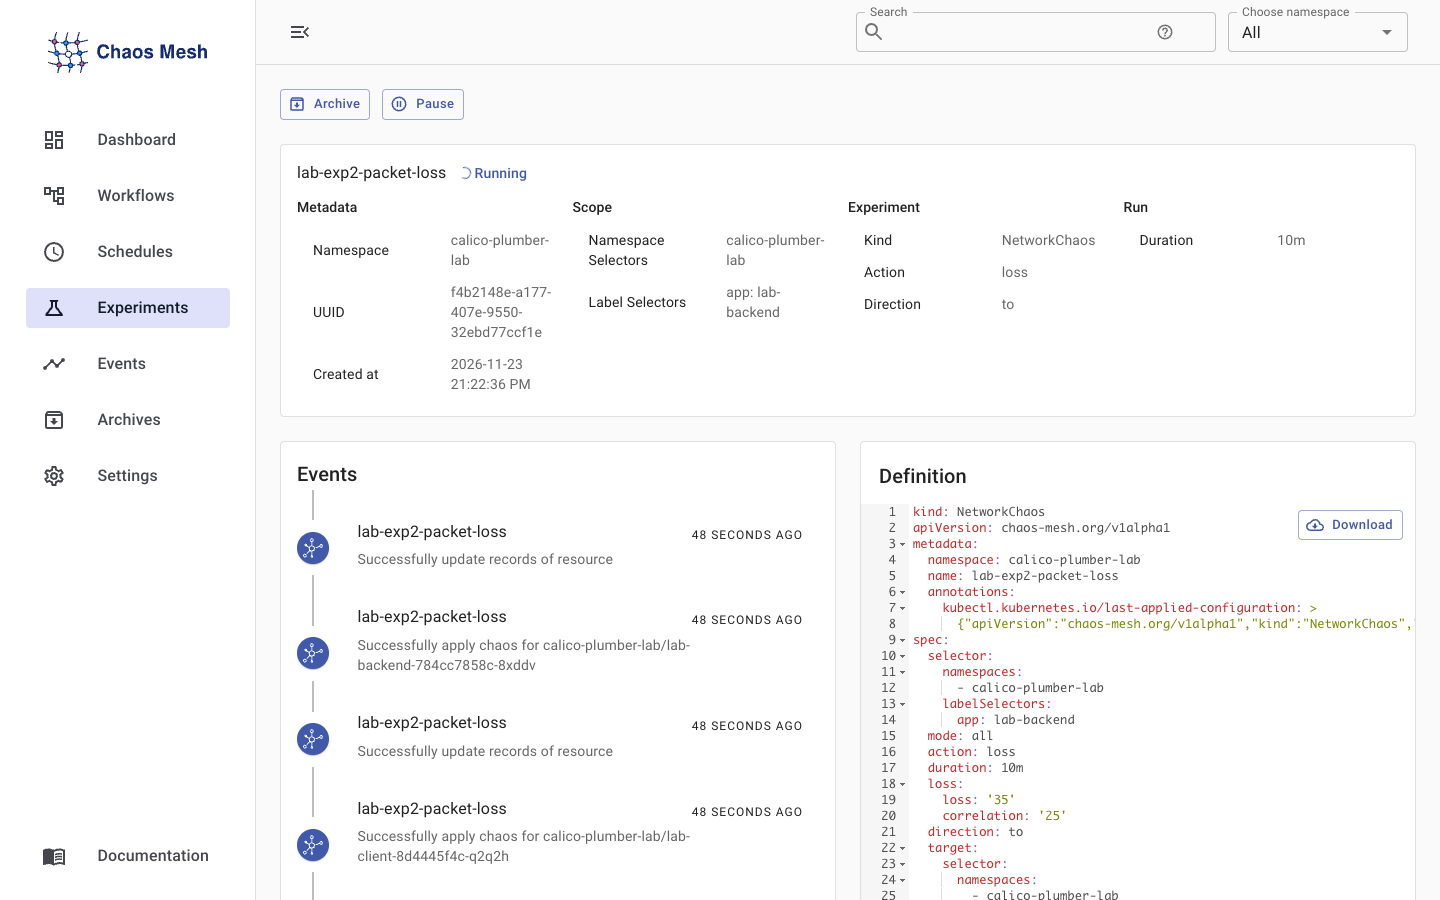 Chaos Mesh
Dashboard
Workflows
Schedules
Experiments
Events
Archives
Settings
Documentation
Search
Choose namespace
All
Archive
Pause
lab-exp2-packet-loss
Running
Metadata
Namespace
calico-plumber-
lab
UUID
f4b2148e-a177-
407e-9550-
32ebd77ccf1e
Created at
2026-11-23
21:22:36 PM
Scope
Namespace
Selectors
calico-plumber-
lab
Label Selectors
app: lab-
backend
Experiment
Kind
NetworkChaos
Action
loss
Direction
to
Run
Duration
10m
Events
lab-exp2-packet-loss
48 SECONDS AGO
Successfully update records of resource
lab-exp2-packet-loss
48 SECONDS AGO
Successfully apply chaos for calico-plumber-lab/lab-
backend-784cc7858c-8xddv
lab-exp2-packet-loss
48 SECONDS AGO
Successfully update records of resource
lab-exp2-packet-loss
48 SECONDS AGO
Successfully apply chaos for calico-plumber-lab/lab-
client-8d4445f4c-q2q2h
Definition
Download
1 kind: NetworkChaos
2 apiVersion: chaos-mesh.org/v1alpha1
3 metadata:
4 namespace: calico-plumber-lab
5 name: lab-exp2-packet-loss
6 annotations:
7 kubectl.kubernetes.io/last-applied-configuration: >
8 {"apiVersion":"chaos-mesh.org/v1alpha1","kind":"NetworkChaos",
9 spec:
10 selector:
11 namespaces:
12 - calico-plumber-lab
13 labelSelectors:
14 app: lab-backend
15 mode: all
16 action: loss
17 duration: 10m
18 loss:
19 loss: '35'
20 correlation: '25'
21 direction: to
22 target:
23 selector:
24 namespaces:
25 - calico-plumber-lab